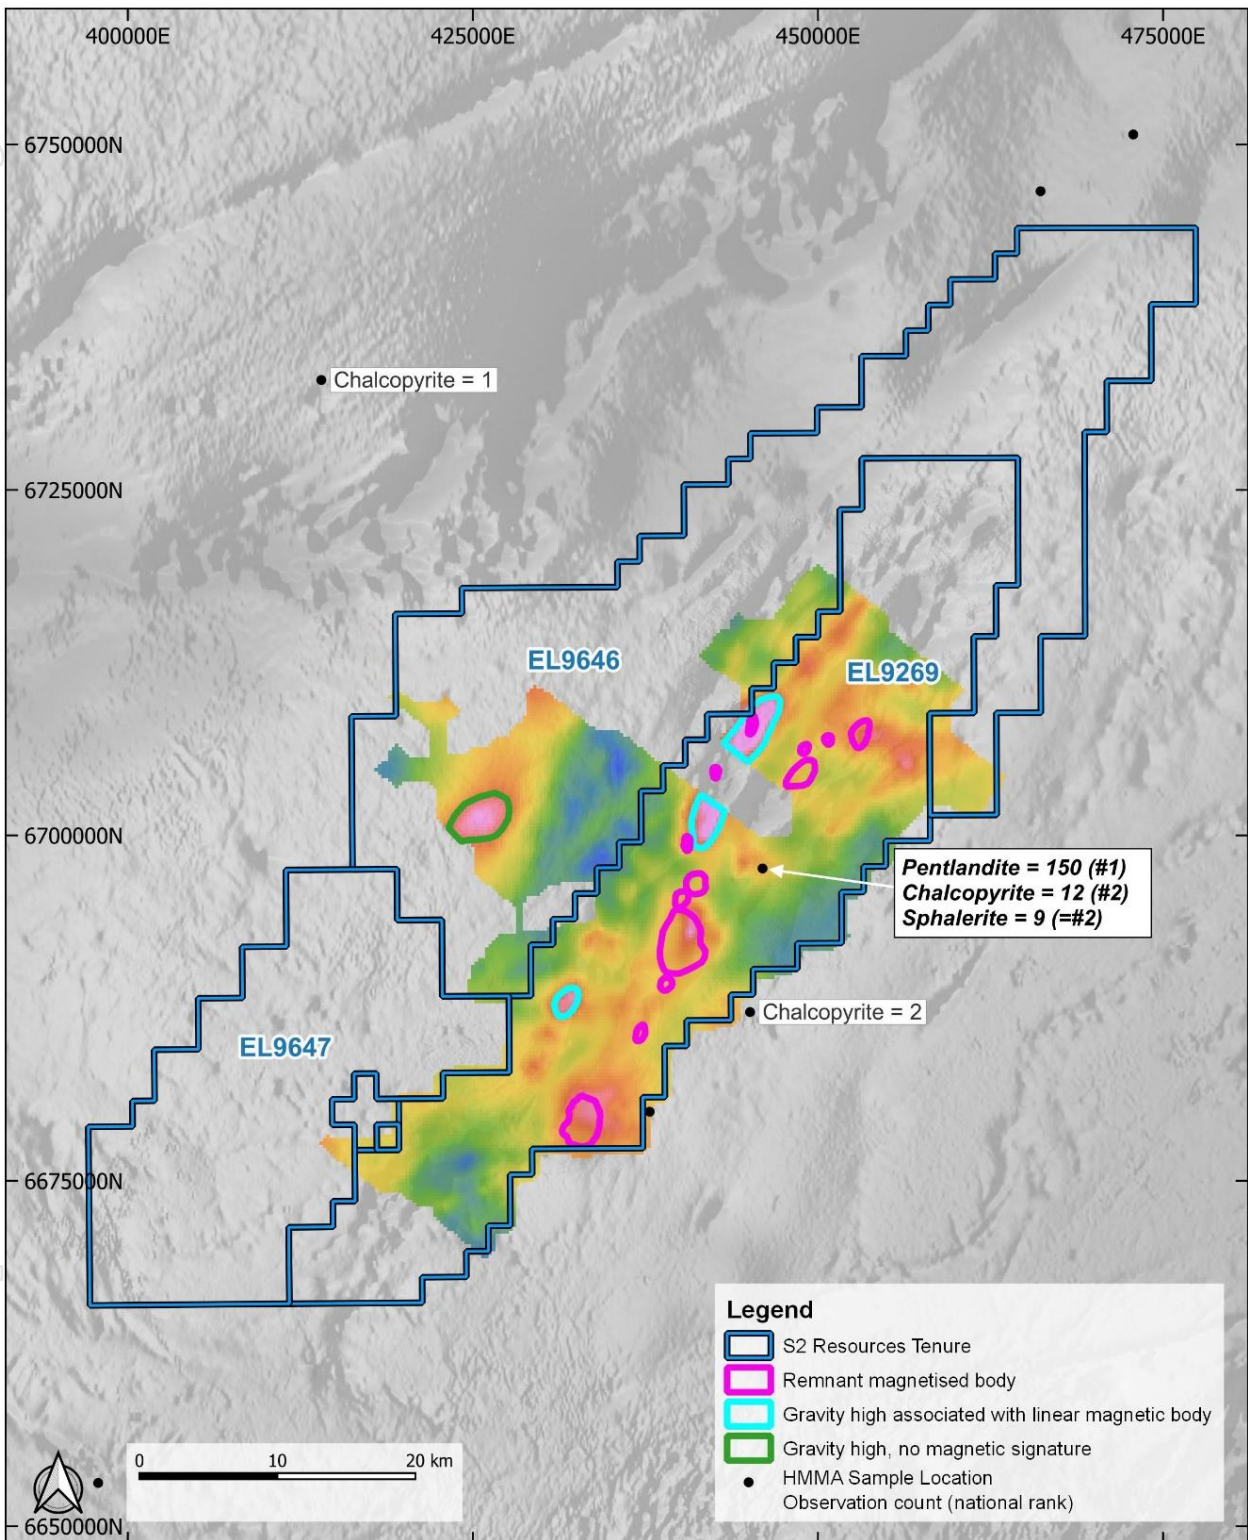 400000E
425000E
450000E
475000E
6750000N
Chalcopyrite = 1
6725000N
EL9646
EL9269
6700000N
Pentlandite = 150 (#1)
Chalcopyrite = 12 (#2)
Sphalerite = 9 (=#2)
Chalcopyrite = 2
EL9647
6675000N
Legend
S2 Resources Tenure
Remnant magnetised body
Gravity high associated with linear magnetic body
Gravity high, no magnetic signature
HMMA Sample Location
Observation count (national rank)
0
10
20 km
6650000N